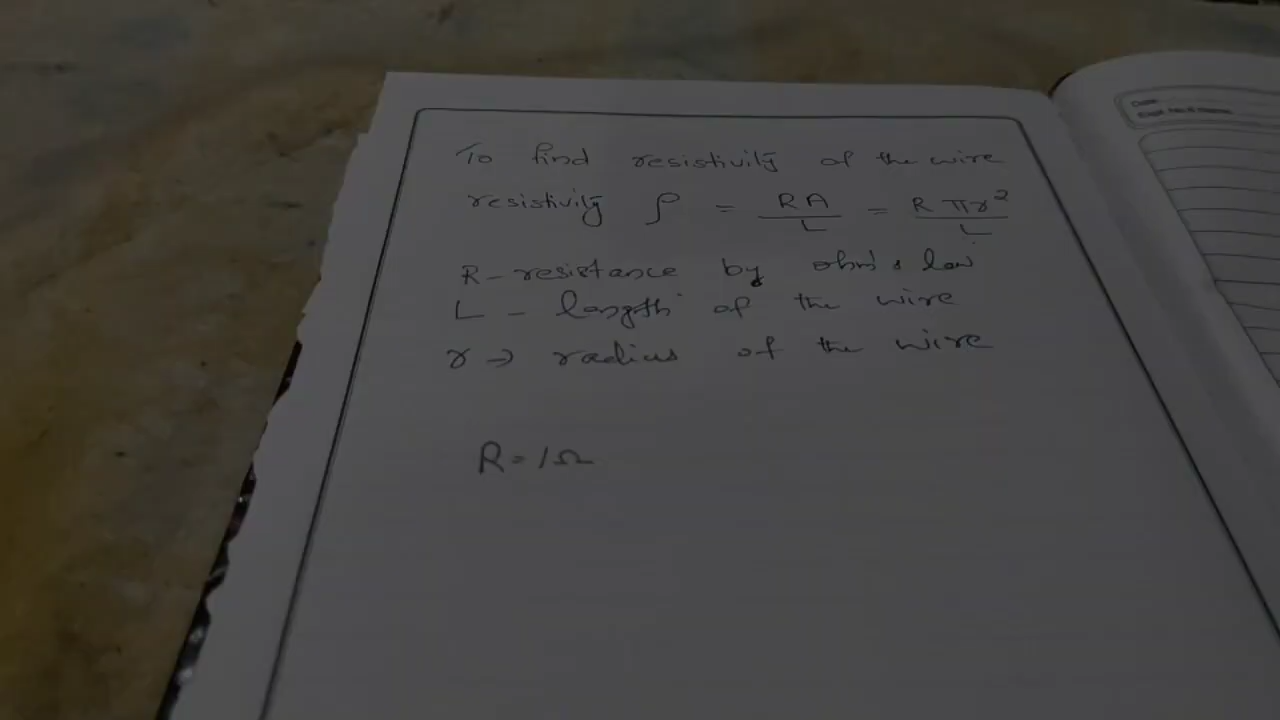 To find resistivity of the wire
resistivity ρ = RA/L = Rπr²/L
R - resistance by ohm's law
L - length of the wire
r → radius of the wire
R = 1Ω